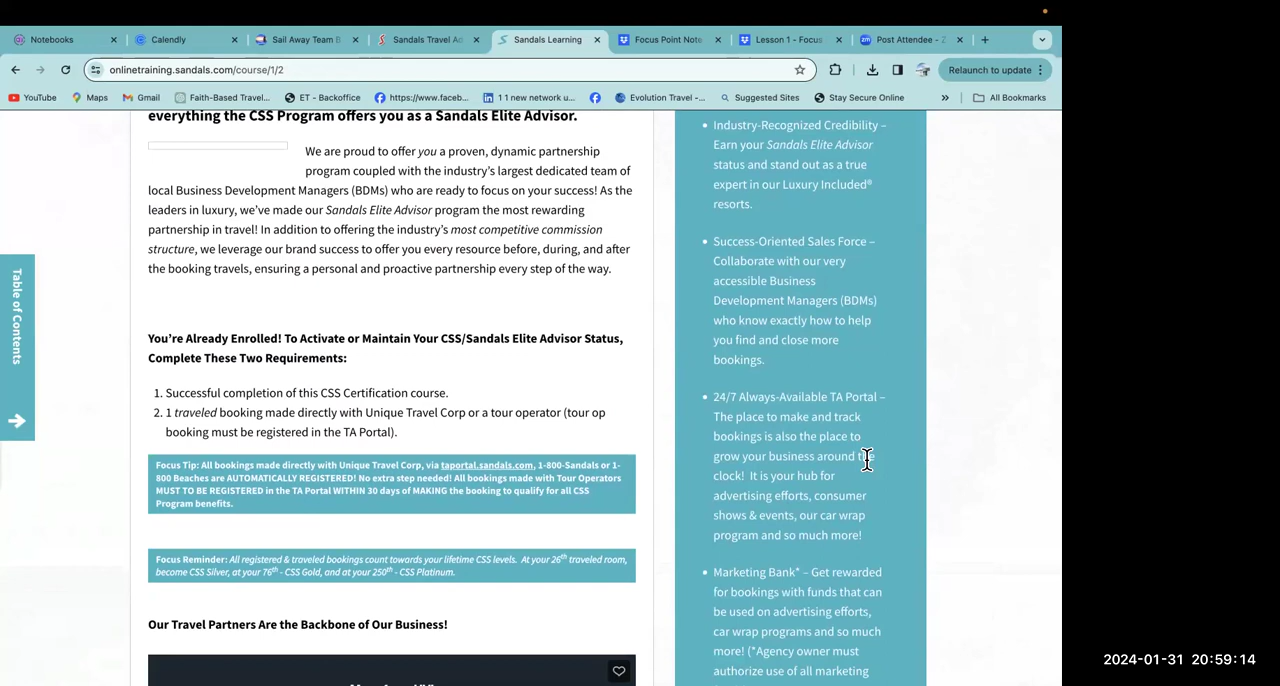 Notebooks
Calendly
Sail Away Team B
Sandals Travel Ad
Sandals Learning
Focus Point Note
Lesson 1 - Focus
Post Attendee - Z
onlinetraining.sandals.com/course/1/2
Relaunch to update
YouTube
Maps
Gmail
Faith-Based Travel...
ET - Backoffice
https://www.faceb...
1 1 new network u...
Evolution Travel -...
Suggested Sites
Stay Secure Online
All Bookmarks
everything the CSS Program offers you as a Sandals Elite Advisor.
We are proud to offer you a proven, dynamic partnership
program coupled with the industry's largest dedicated team of
local Business Development Managers (BDMs) who are ready to focus on your success! As the
leaders in luxury, we've made our Sandals Elite Advisor program the most rewarding
partnership in travel! In addition to offering the industry's most competitive commission
structure, we leverage our brand success to offer you every resource before, during, and after
the booking travels, ensuring a personal and proactive partnership every step of the way.
You're Already Enrolled! To Activate or Maintain Your CSS/Sandals Elite Advisor Status,
Complete These Two Requirements:
1. Successful completion of this CSS Certification course.
2. 1 traveled booking made directly with Unique Travel Corp or a tour operator (tour op
booking must be registered in the TA Portal).
Focus Tip: All bookings made directly with Unique Travel Corp, via taportal.sandals.com, 1-800-Sandals or 1-
800 Beaches are AUTOMATICALLY REGISTERED! No extra step needed! All bookings made with Tour Operators
MUST TO BE REGISTERED in the TA Portal WITHIN 30 days of MAKING the booking to qualify for all CSS
Program benefits.
Focus Reminder: All registered & traveled bookings count towards your lifetime CSS levels. At your 26th traveled room,
become CSS Silver, at your 76th - CSS Gold, and at your 250th - CSS Platinum.
Our Travel Partners Are the Backbone of Our Business!
Table of Contents
• Industry-Recognized Credibility –
Earn your Sandals Elite Advisor
status and stand out as a true
expert in our Luxury Included®
resorts.
• Success-Oriented Sales Force –
Collaborate with our very
accessible Business
Development Managers (BDMs)
who know exactly how to help
you find and close more
bookings.
• 24/7 Always-Available TA Portal –
The place to make and track
bookings is also the place to
grow your business around the
clock! It is your hub for
advertising efforts, consumer
shows & events, our car wrap
program and so much more!
• Marketing Bank* – Get rewarded
for bookings with funds that can
be used on advertising efforts,
car wrap programs and so much
more! (*Agency owner must
authorize use of all marketing
2024-01-31 20:59:14